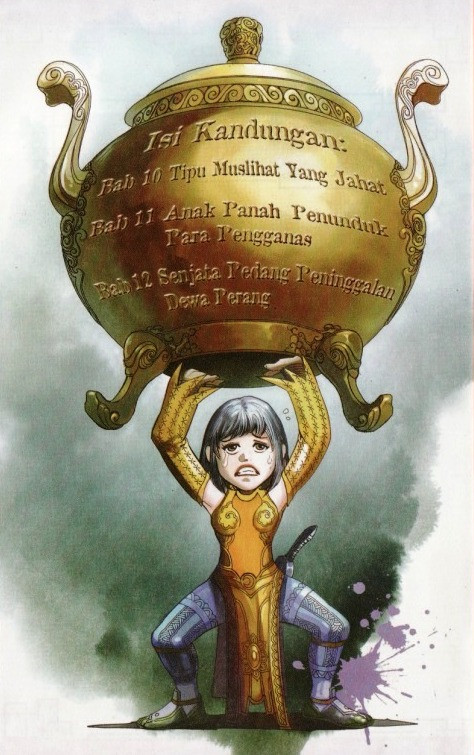 Isi Kandungan:
Bab 10 Tipu Muslihat Yang Jahat
Bab 11 Anak Panah Penunduk
Para Pengganas
Bab 12 Senjata Pedang Peninggalan
Dewa Perang